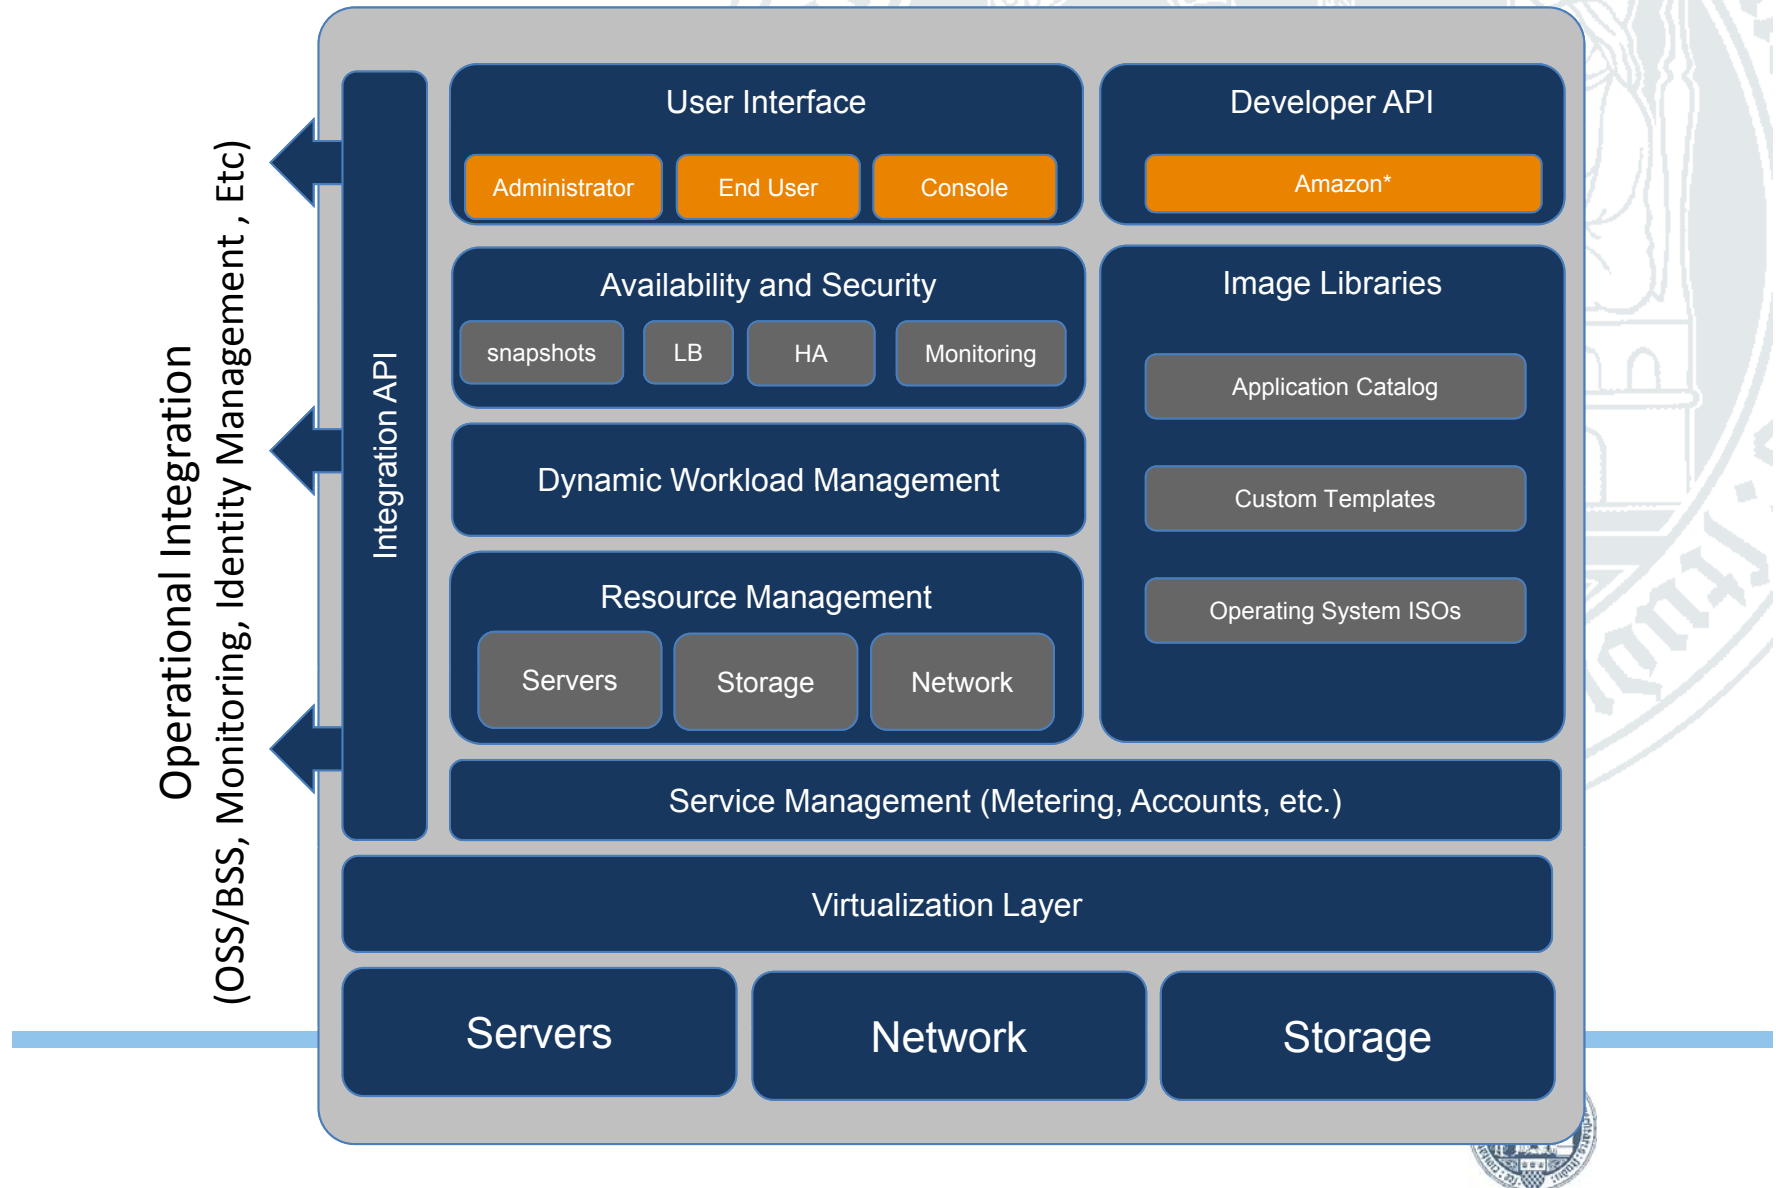 Operational Integration
(OSS/BSS, Monitoring, Identity Management , Etc)
Integration API
User Interface
Administrator
End User
Console
Developer API
Amazon*
Availability and Security
snapshots
LB
HA
Monitoring
Image Libraries
Application Catalog
Custom Templates
Operating System ISOs
Dynamic Workload Management
Resource Management
Servers
Storage
Network
Service Management (Metering, Accounts, etc.)
Virtualization Layer
Servers
Network
Storage